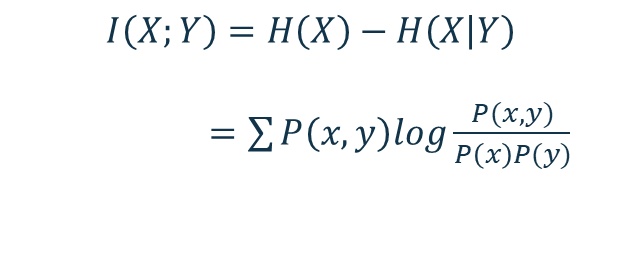 I(X; Y) = H(X) − H(X|Y)
= ∑ P(x, y)log P(x,y) / P(x)P(y)